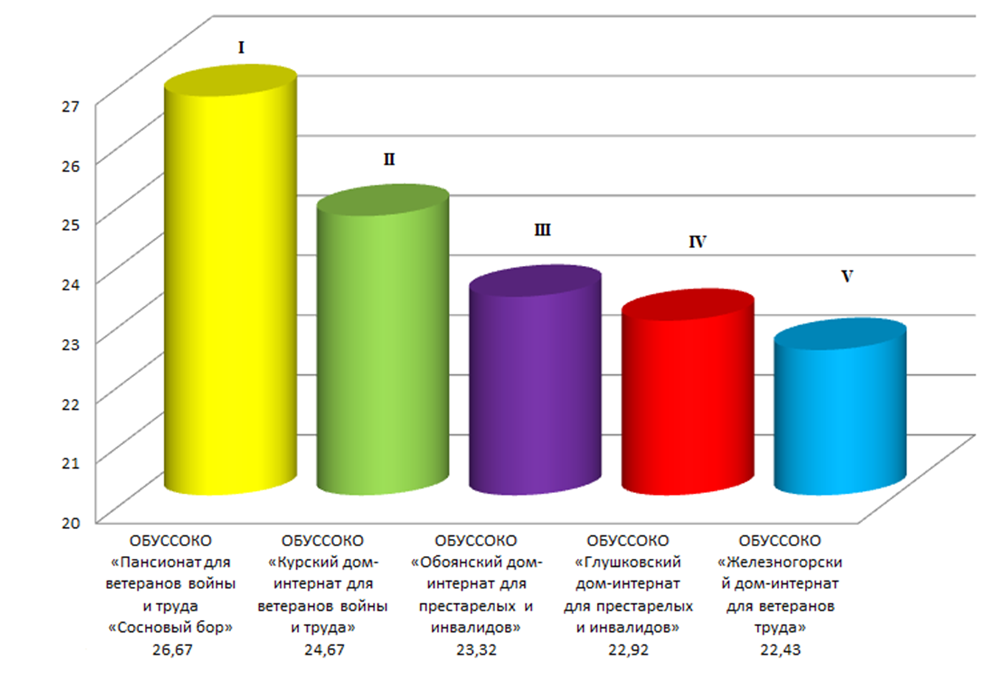 I
II
III
IV
V
27
26
25
24
23
22
21
20
ОБУССОКО
«Пансионат для
ветеранов войны
и труда
«Сосновый бор»
26,67
ОБУССОКО
«Курский дом-
интернат для
ветеранов войны
и труда»
24,67
ОБУССОКО
«Обоянский дом-
интернат для
престарелых и
инвалидов»
23,32
ОБУССОКО
«Глушковский
дом-интернат
для престарелых
и инвалидов»
22,92
ОБУССОКО
«Железногорски
й дом-интернат
для ветеранов
труда»
22,43